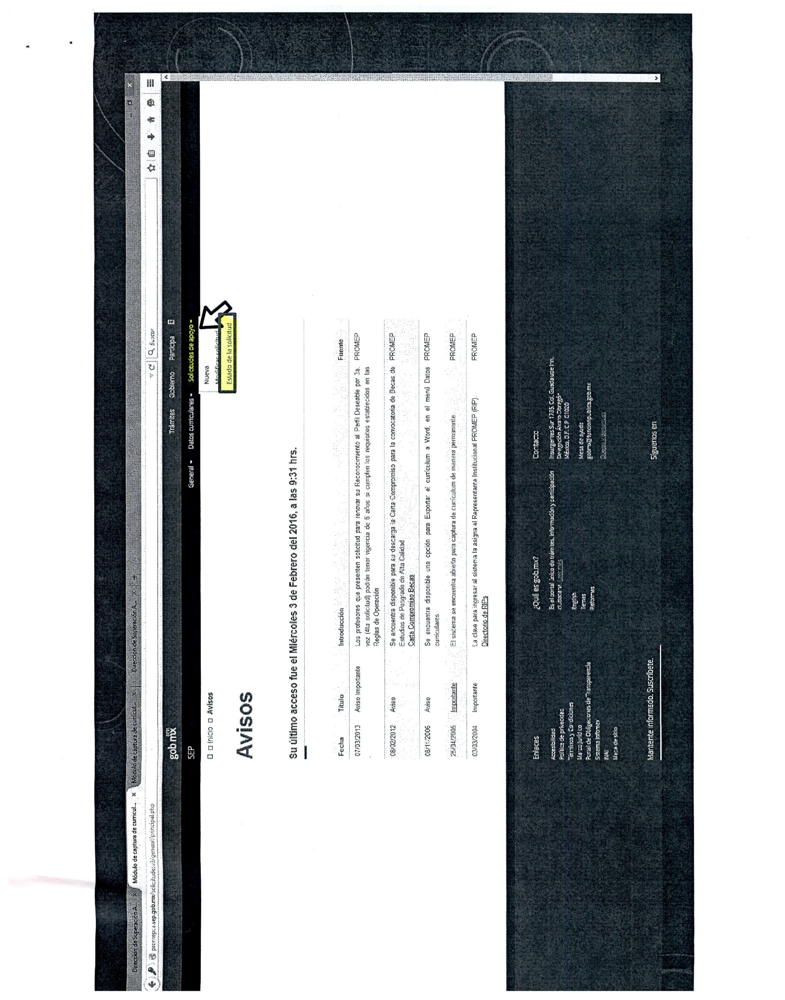 Dirección de Superación A... × Módulo de captura de currícul... × Módulo de captura de currícul... × Dirección de Superación A... × +
promepca.sep.gob.mx/solicitudesv3/general/principal.php
Buscar
gob mx Trámites Gobierno Participa
SEP General Datos curriculares Solicitudes de apoyo
Inicio Avisos
Nueva
Modificar solicitud
Estado de la solicitud
Avisos
Su último acceso fue el Miércoles 3 de Febrero del 2016, a las 9:31 hrs.
Fecha Título Introducción Fuente
07/03/2013 Aviso Importante Los profesores que presenten solicitud para renovar su Reconocimiento al Perfil Deseable por 3a. PROMEP
vez (4ta solicitud) podrán tener vigencia de 6 años si cumplen los requisitos establecidos en las
Reglas de Operación
08/02/2012 Aviso Se encuentra disponible para su descarga la Carta Compromiso para la convocatoria de Becas de PROMEP
Estudios de Posgrado de Alta Calidad
Carta Compromiso Becas
08/11/2006 Aviso Se encuentra disponible una opción para Exportar el currículum a Word, en el menú Datos PROMEP
curriculares
25/04/2005 Importante El sistema se encuentra abierto para captura de currículum de manera permanente PROMEP
03/03/2004 Importante La clave para ingresar al sistema la asigna el Representante Institucional PROMEP (RIP). PROMEP
Directorio de RIPs
Enlaces
Accesibilidad
Política de privacidad
Términos y Condiciones
Marco Jurídico
Portal de Obligaciones de Transparencia
Sistema Infomex
INAI
Mapa de sitio
¿Qué es gob.mx?
Es el portal único de trámites, información y participación
ciudadana. Leer más
English
Temas
Reformas
Contacto
Insurgentes Sur 1735, Col. Guadalupe Inn.
Delegación Álvaro Obregón
México, D.F. C.P. 01020
Mesa de ayuda
gobmx@funcionpublica.gob.mx
Mantente informado. Suscríbete.
Síguenos en